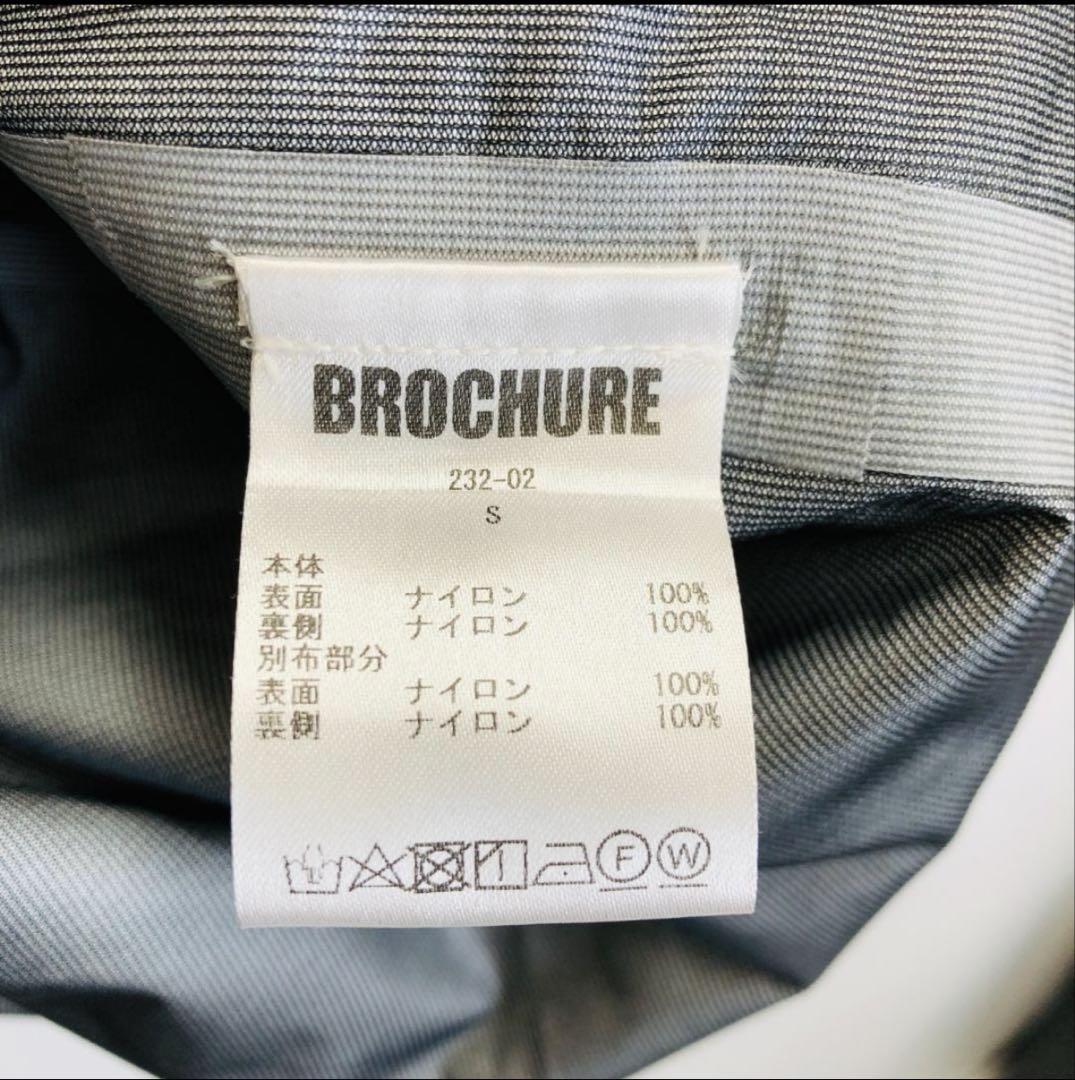 BROCHURE
232-02
S
本体
表面 ナイロン 100%
裏側 ナイロン 100%
別布部分
表面 ナイロン 100%
裏側 ナイロン 100%
F W